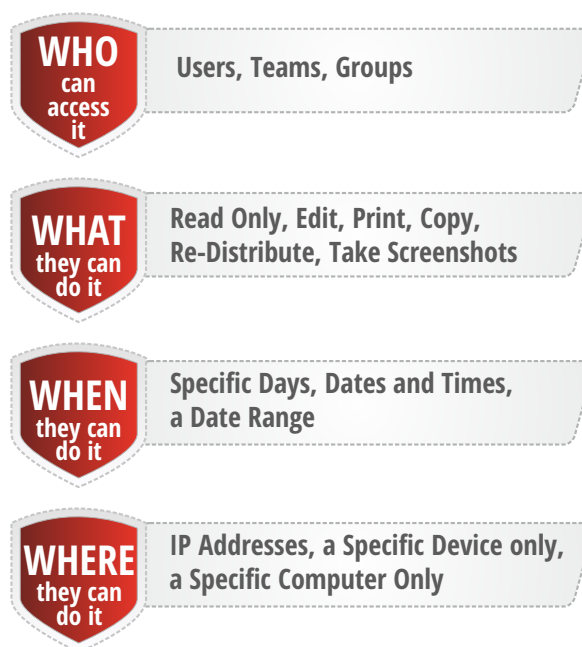 WHO
can
access
it
Users, Teams, Groups
WHAT
they can
do it
Read Only, Edit, Print, Copy,
Re-Distribute, Take Screenshots
WHEN
they can
do it
Specific Days, Dates and Times,
a Date Range
WHERE
they can
do it
IP Addresses, a Specific Device only,
a Specific Computer Only